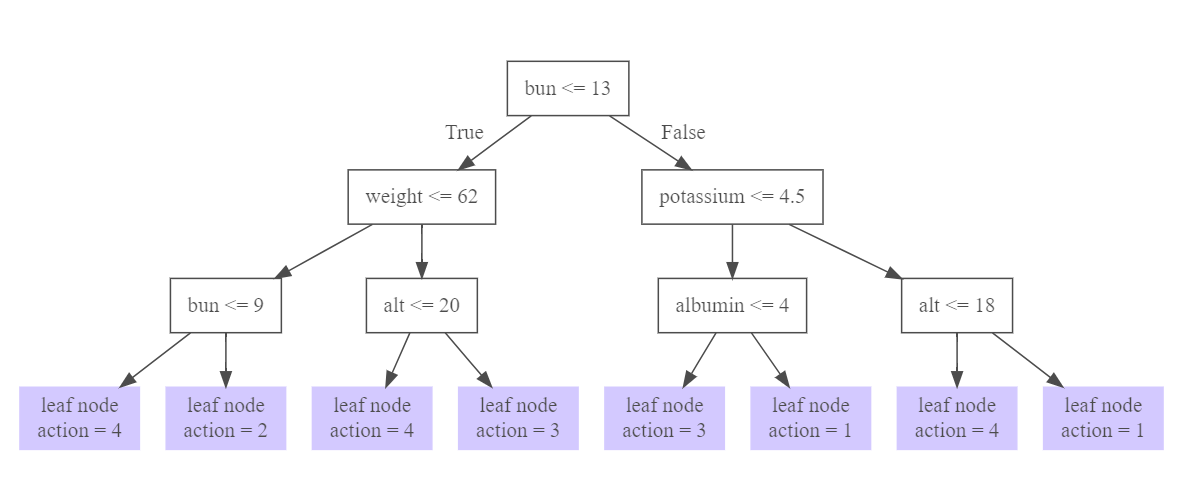 bun <= 13
True
False
weight <= 62
potassium <= 4.5
bun <= 9
alt <= 20
albumin <= 4
alt <= 18
leaf node
action = 4
leaf node
action = 2
leaf node
action = 4
leaf node
action = 3
leaf node
action = 3
leaf node
action = 1
leaf node
action = 4
leaf node
action = 1